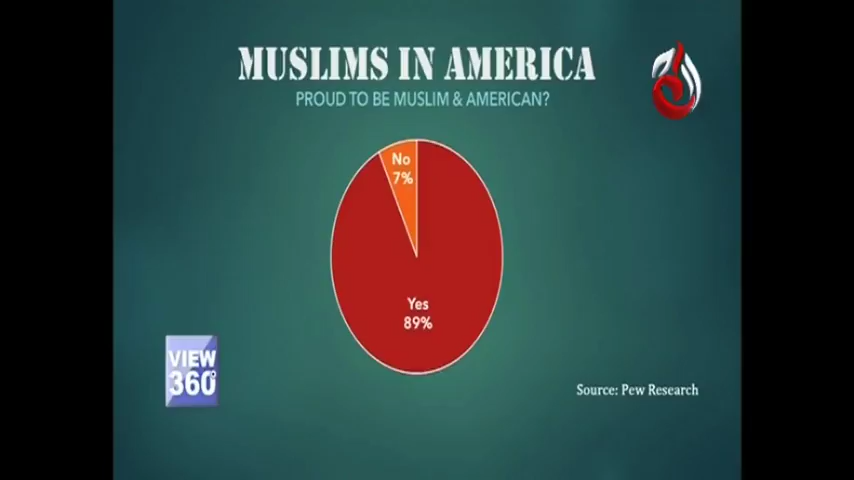 MUSLIMS IN AMERICA
PROUD TO BE MUSLIM & AMERICAN?
No
7%
Yes
89%
VIEW
360°
Source: Pew Research